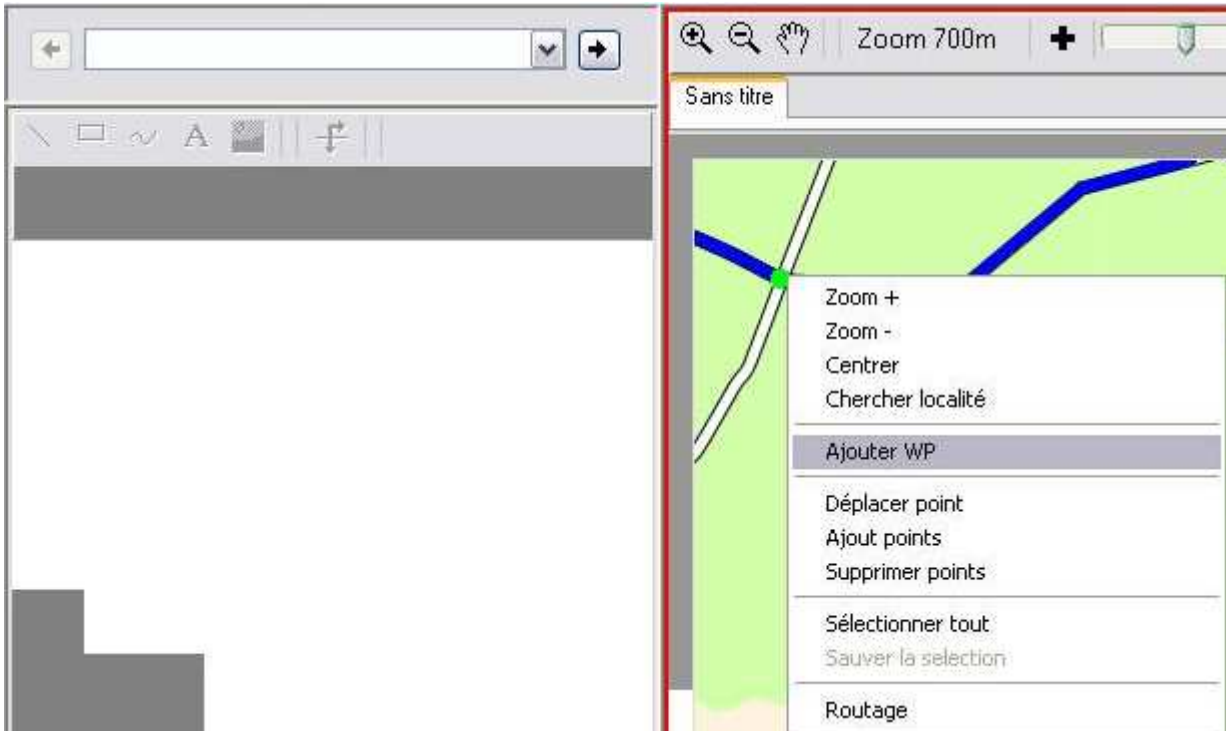 Zoom 700m
Sans titre
A
Zoom +
Zoom -
Centrer
Chercher localité
Ajouter WP
Déplacer point
Ajout points
Supprimer points
Sélectionner tout
Sauver la selection
Routage